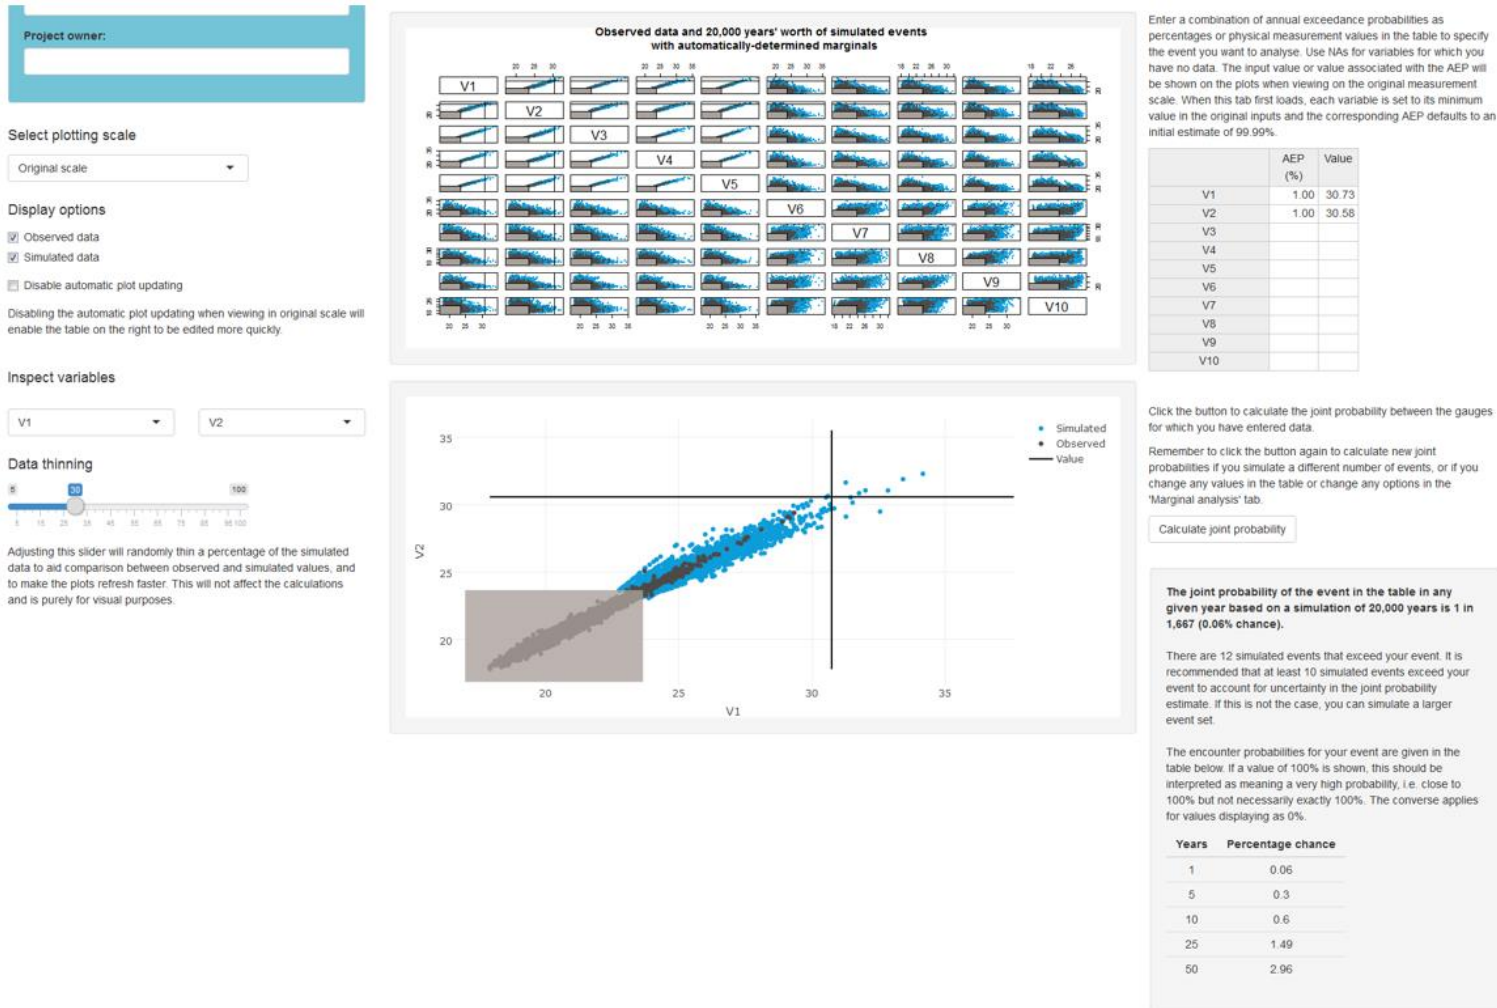 Project owner:
Select plotting scale
Original scale
Display options
Observed data
Simulated data
Disable automatic plot updating
Disabling the automatic plot updating when viewing in original scale will
enable the table on the right to be edited more quickly.
Inspect variables
V1
V2
Data thinning
30
100
Adjusting this slider will randomly thin a percentage of the simulated
data to aid comparison between observed and simulated values, and
to make the plots refresh faster. This will not affect the calculations
and is purely for visual purposes.
Observed data and 20,000 years' worth of simulated events
with automatically-determined marginals
V1
V2
V3
V4
V5
V6
V7
V8
V9
V10
Simulated
Observed
Value
35
30
25
20
V2
20 25 30 35
V1
Enter a combination of annual exceedance probabilities as
percentages or physical measurement values in the table to specify
the event you want to analyse. Use NAs for variables for which you
have no data. The input value or value associated with the AEP will
be shown on the plots when viewing on the original measurement
scale. When this tab first loads, each variable is set to its minimum
value in the original inputs and the corresponding AEP defaults to an
initial estimate of 99.99%.
AEP Value
(%)
V1 1.00 30.73
V2 1.00 30.58
V3
V4
V5
V6
V7
V8
V9
V10
Click the button to calculate the joint probability between the gauges
for which you have entered data.
Remember to click the button again to calculate new joint
probabilities if you simulate a different number of events, or if you
change any values in the table or change any options in the
'Marginal analysis' tab.
Calculate joint probability
The joint probability of the event in the table in any
given year based on a simulation of 20,000 years is 1 in
1,667 (0.06% chance).
There are 12 simulated events that exceed your event. It is
recommended that at least 10 simulated events exceed your
event to account for uncertainty in the joint probability
estimate. If this is not the case, you can simulate a larger
event set.
The encounter probabilities for your event are given in the
table below. If a value of 100% is shown, this should be
interpreted as meaning a very high probability, i.e. close to
100% but not necessarily exactly 100%. The converse applies
for values displaying as 0%.
Years Percentage chance
1 0.06
5 0.3
10 0.6
25 1.49
50 2.96